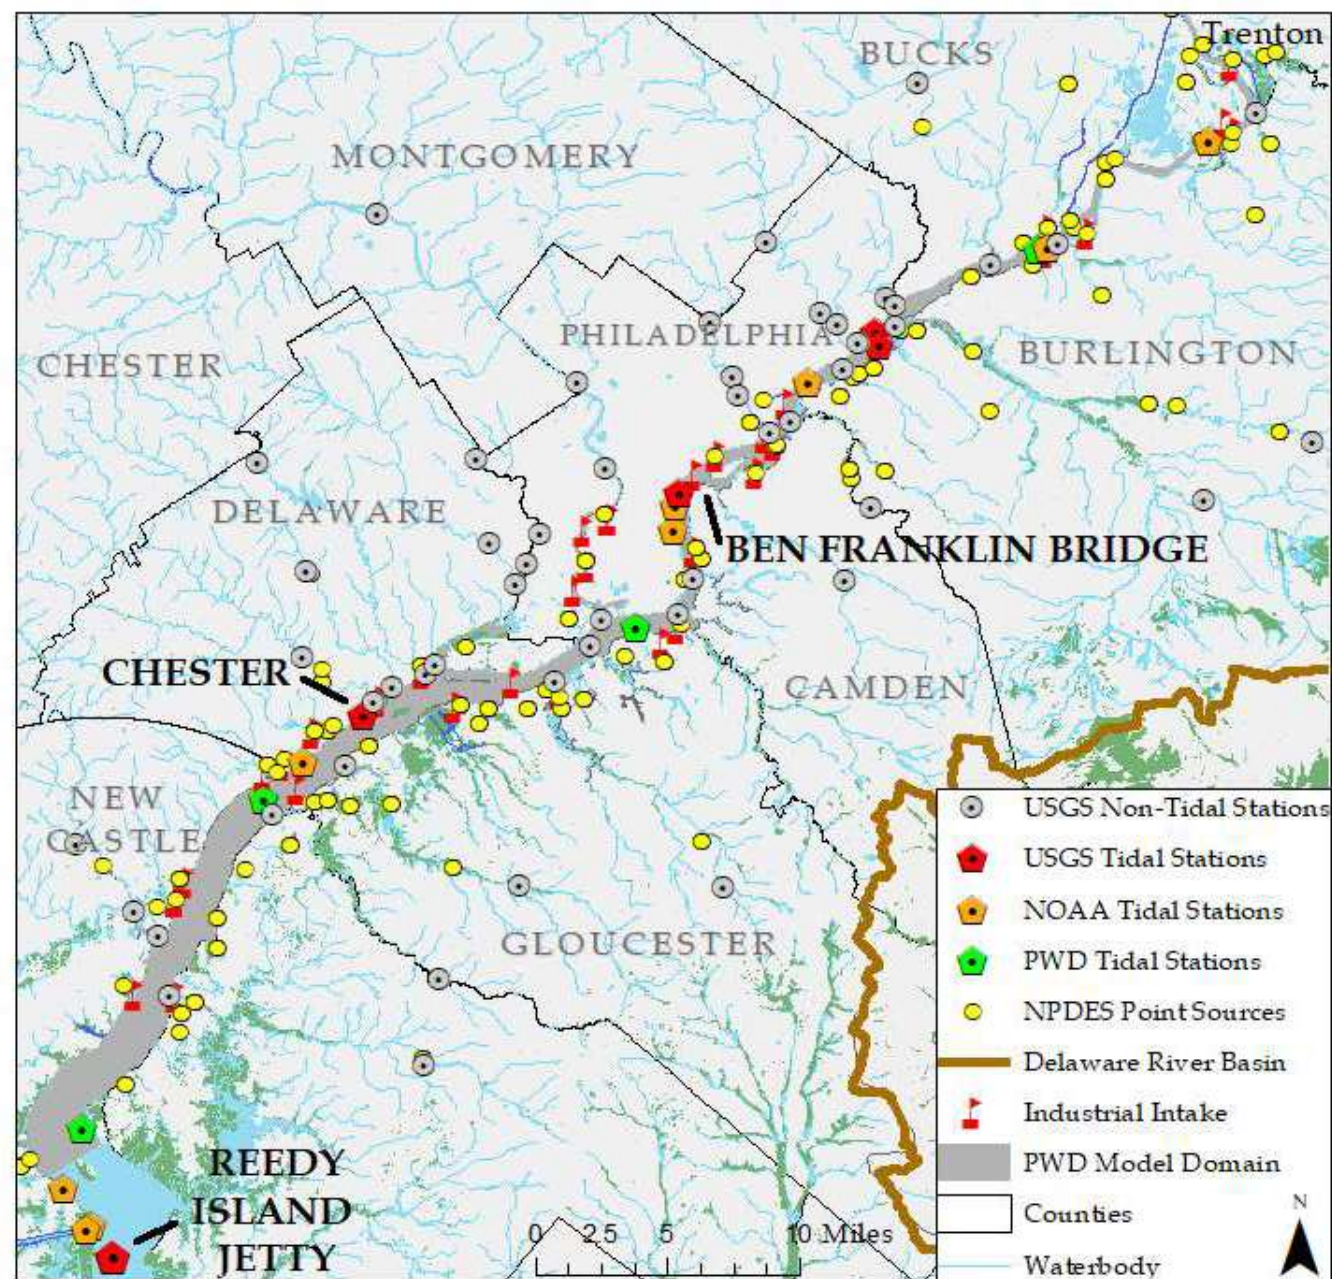 Trenton
BUCKS
MONTGOMERY
PHILADELPHIA
CHESTER
BURLINGTON
DELAWARE
BEN FRANKLIN BRIDGE
CHESTER
CAMDEN
NEW
CASTLE
GLOUCESTER
REEDY
ISLAND
JETTY
0 2.5 5 10 Miles
USGS Non-Tidal Stations
USGS Tidal Stations
NOAA Tidal Stations
PWD Tidal Stations
NPDES Point Sources
Delaware River Basin
Industrial Intake
PWD Model Domain
Counties
Waterbody
N